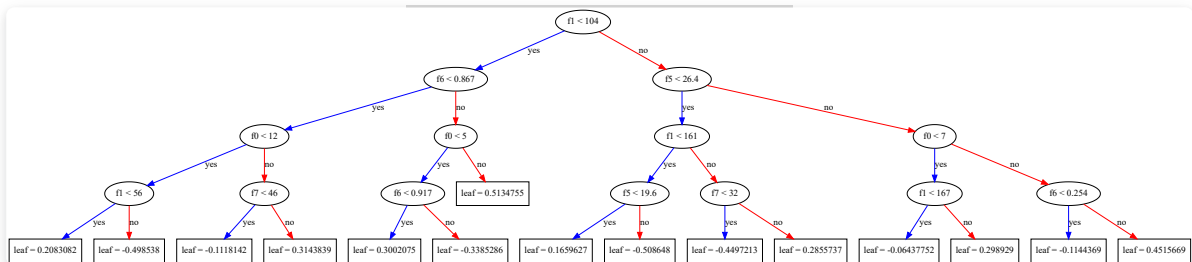 f1 < 104
yes
no
f6 < 0.867
f5 < 26.4
yes
no
yes
no
f0 < 12
f0 < 5
f1 < 161
f0 < 7
yes
no
yes
no
yes
no
yes
no
f1 < 56
f7 < 46
f6 < 0.917
leaf = 0.5134755
f5 < 19.6
f7 < 32
f1 < 167
f6 < 0.254
yes
no
yes
no
yes
no
yes
no
yes
no
yes
no
yes
no
leaf = 0.2083082
leaf = -0.498538
leaf = -0.1118142
leaf = 0.3143839
leaf = 0.3002075
leaf = -0.3385286
leaf = 0.1659627
leaf = -0.508648
leaf = -0.4497213
leaf = 0.2855737
leaf = -0.06437752
leaf = 0.298929
leaf = -0.1144369
leaf = 0.4515669